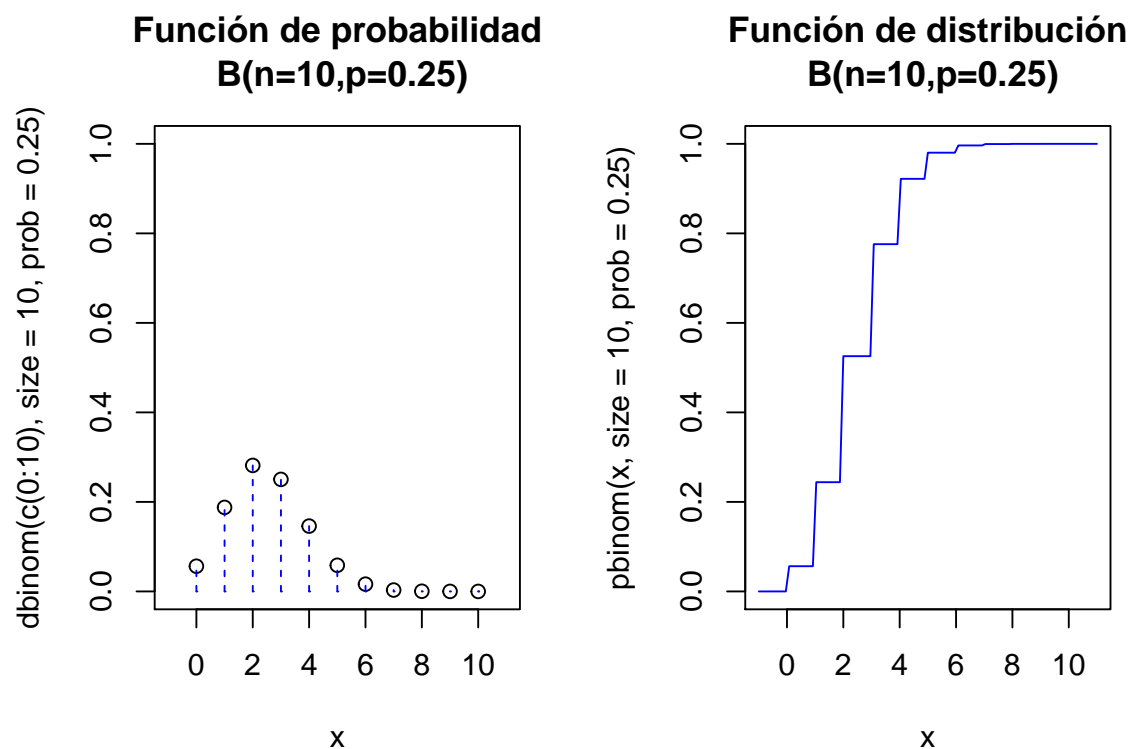 Función de probabilidad
B(n=10,p=0.25)
dbinom(c(0:10), size = 10, prob = 0.25)
1.0
0.8
0.6
0.4
0.2
0.0
0 2 4 6 8 10
x
Función de distribución
B(n=10,p=0.25)
pbinom(x, size = 10, prob = 0.25)
1.0
0.8
0.6
0.4
0.2
0.0
0 2 4 6 8 10
x